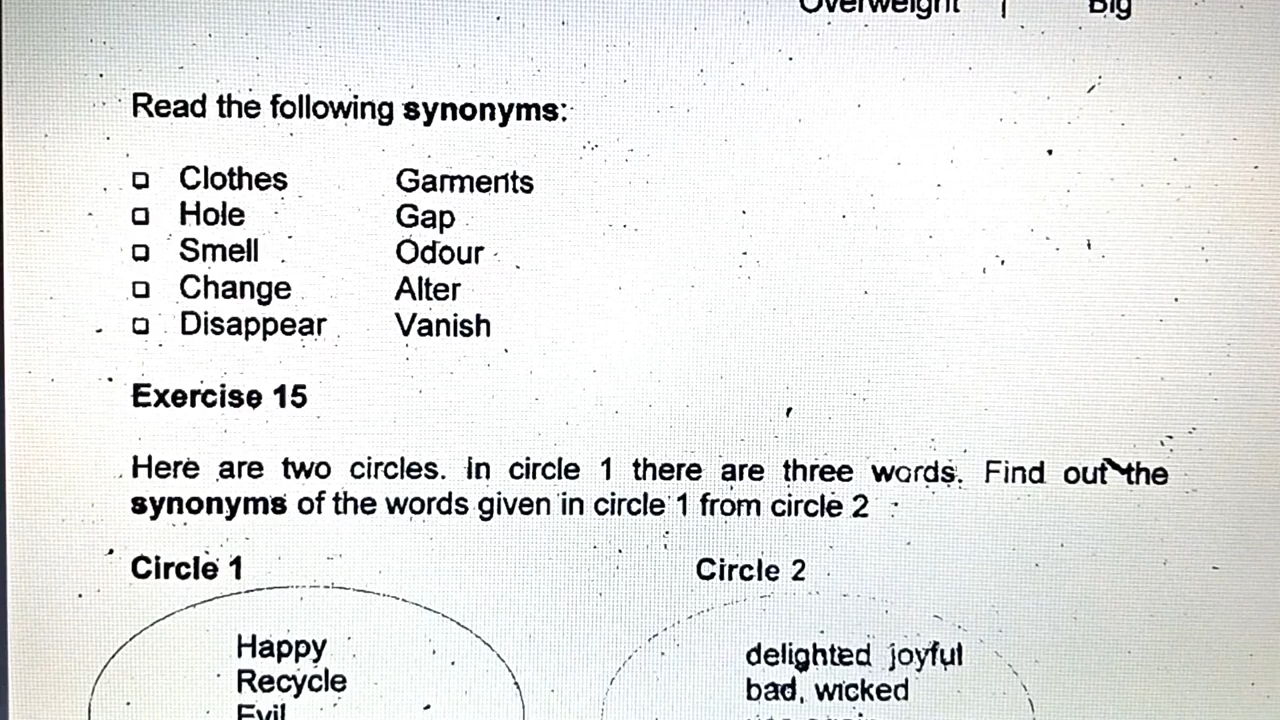 Overweight | Big
Read the following synonyms:
Clothes Garments
Hole Gap
Smell Odour
Change Alter
Disappear Vanish
Exercise 15
Here are two circles. In circle 1 there are three words. Find out the
synonyms of the words given in circle 1 from circle 2
Circle 1 Circle 2
Happy delighted joyful
Recycle bad, wicked
Evil